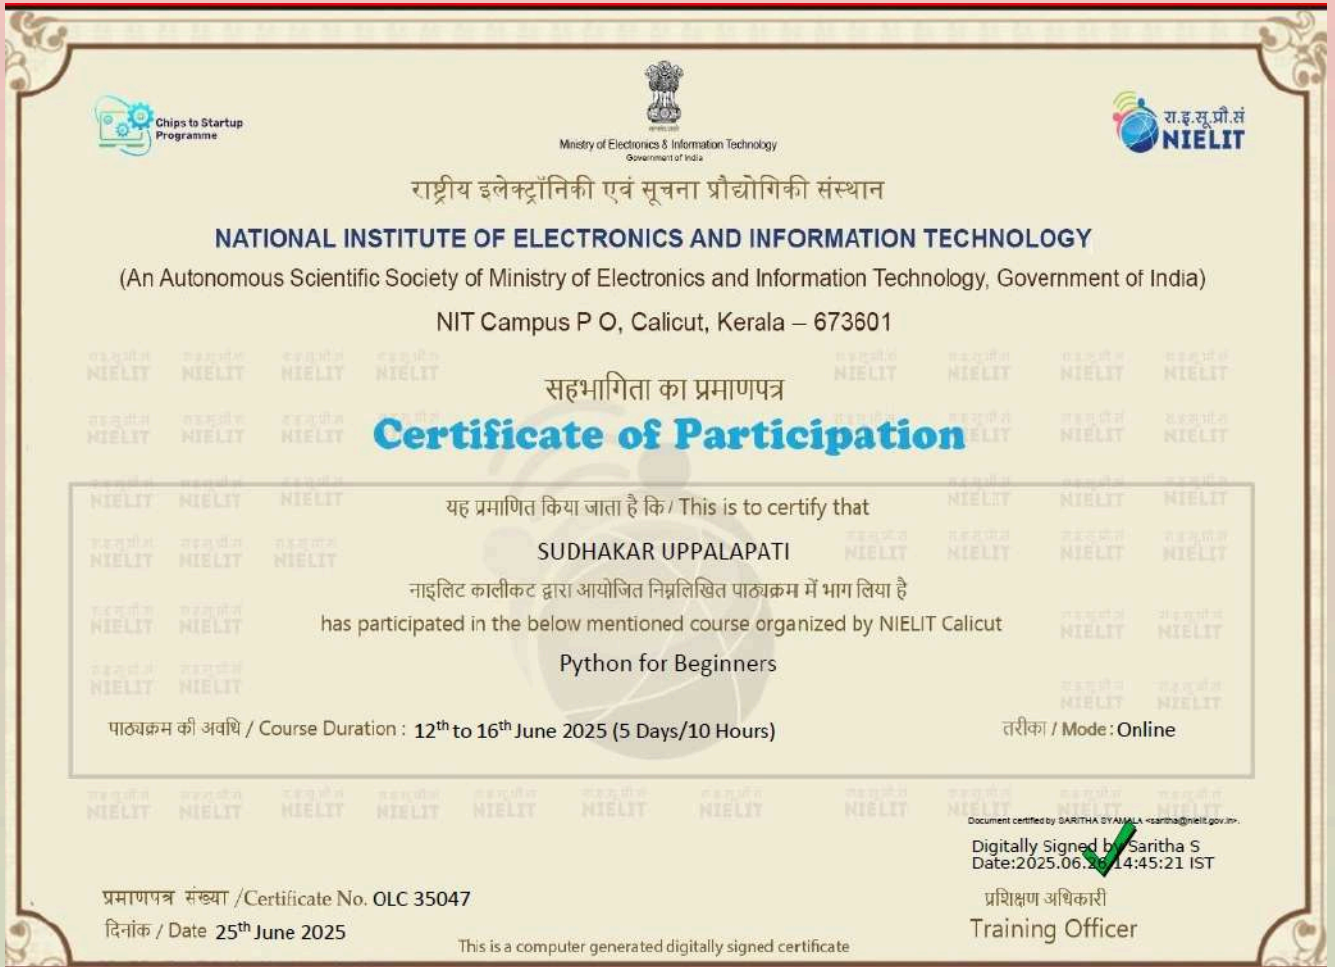 Chips to Startup
Programme
Ministry of Electronics & Information Technology
Government of India
रा.इ.सू.प्रौ.सं
NIELIT
राष्ट्रीय इलेक्ट्रॉनिकी एवं सूचना प्रौद्योगिकी संस्थान
NATIONAL INSTITUTE OF ELECTRONICS AND INFORMATION TECHNOLOGY
(An Autonomous Scientific Society of Ministry of Electronics and Information Technology, Government of India)
NIT Campus P O, Calicut, Kerala – 673601
सहभागिता का प्रमाणपत्र
Certificate of Participation
यह प्रमाणित किया जाता है कि / This is to certify that
SUDHAKAR UPPALAPATI
नाइलिट कालीकट द्वारा आयोजित निम्नलिखित पाठ्यक्रम में भाग लिया है
has participated in the below mentioned course organized by NIELIT Calicut
Python for Beginners
पाठ्यक्रम की अवधि / Course Duration : 12th to 16th June 2025 (5 Days/10 Hours) तरीका / Mode : Online
Document certified by SARITHA SYAMALA <saritha@nielit.gov.in>.
Digitally Signed by Saritha S
Date:2025.06.26 14:45:21 IST
प्रमाणपत्र संख्या /Certificate No. OLC 35047
प्रशिक्षण अधिकारी
दिनांक / Date 25th June 2025
Training Officer
This is a computer generated digitally signed certificate